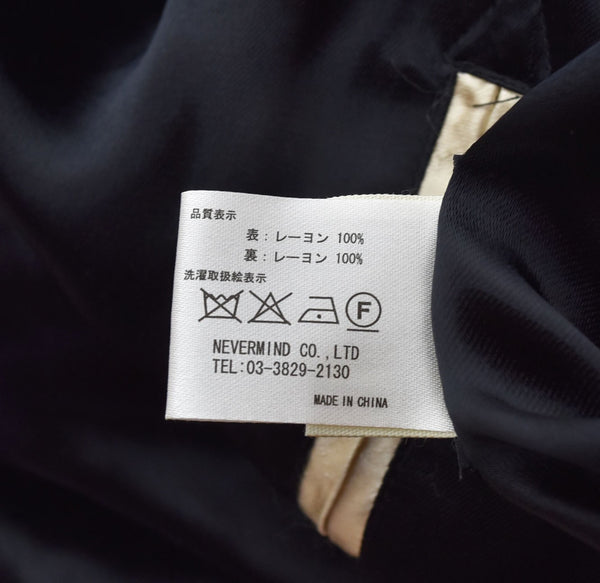 品質表示
表：レーヨン 100%
裏：レーヨン 100%
洗濯取扱絵表示
F
NEVERMIND CO.,LTD
TEL:03-3829-2130
MADE IN CHINA